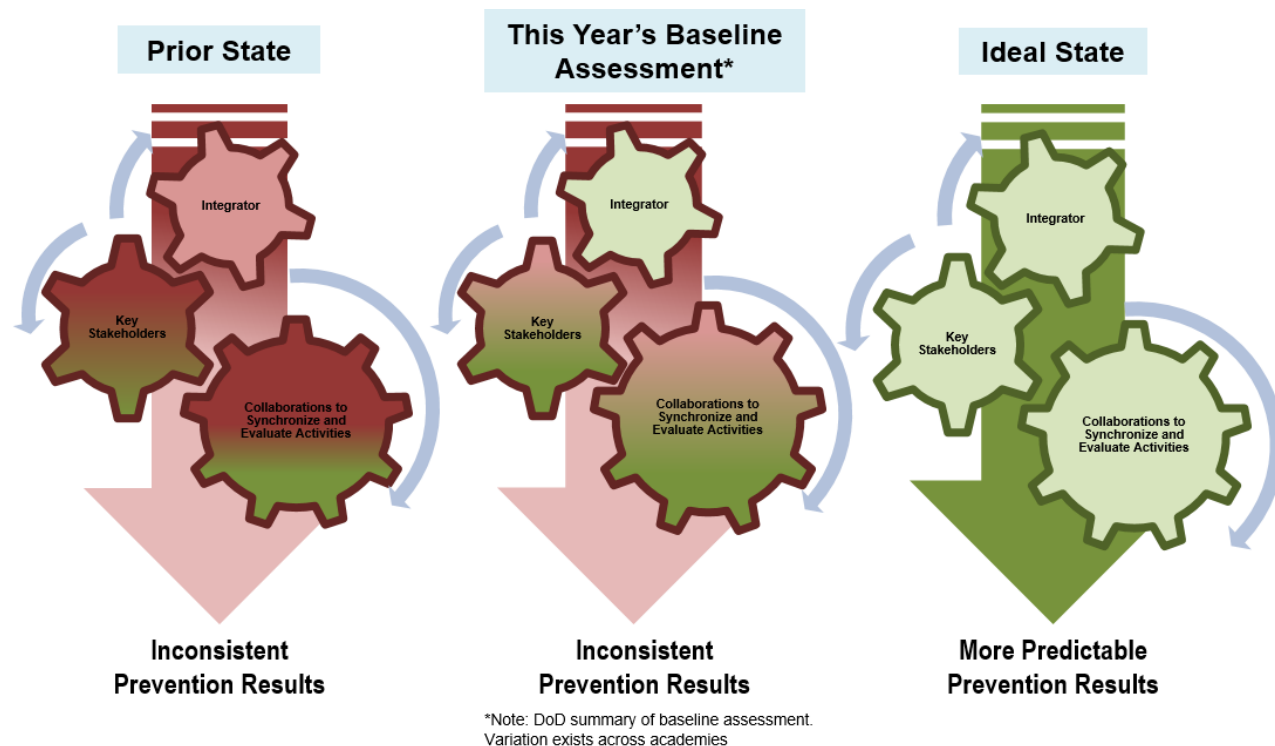 Prior State
Integrator
Key
Stakeholders
Collaborations to
Synchronize and
Evaluate Activities
Inconsistent
Prevention Results
This Year's Baseline
Assessment*
Integrator
Key
Stakeholders
Collaborations to
Synchronize and
Evaluate Activities
Inconsistent
Prevention Results
*Note: DoD summary of baseline assessment.
Variation exists across academies
Ideal State
Integrator
Key
Stakeholders
Collaborations to
Synchronize and
Evaluate Activities
More Predictable
Prevention Results